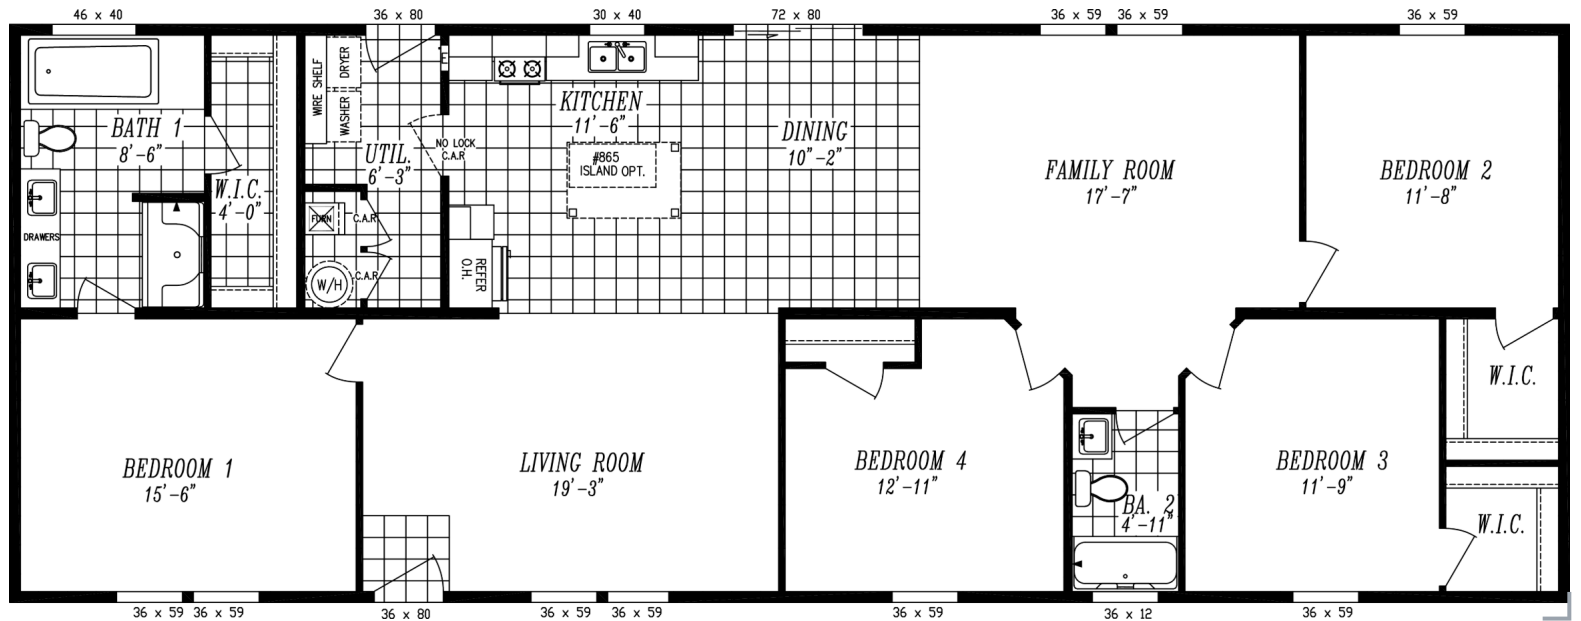 46 x 40
36 x 80
30 x 40
72 x 80
36 x 59
36 x 59
36 x 59
WIRE SHELF
DRYER
WASHER
BATH 1
8'-6"
UTIL.
6'-3"
NO LOCK
C.A.R
KITCHEN
11'-6"
DINING
10'-2"
#865
ISLAND OPT.
FAMILY ROOM
17'-7"
BEDROOM 2
11'-8"
W.I.C.
4'-0"
DRAWERS
FURN
C.A.R
C.A.R
W/H
REFER
O.H.
W.I.C.
BEDROOM 1
15'-6"
LIVING ROOM
19'-3"
BEDROOM 4
12'-11"
BA. 2
4'-11"
BEDROOM 3
11'-9"
W.I.C.
36 x 59
36 x 59
36 x 80
36 x 59
36 x 59
36 x 59
36 x 12
36 x 59